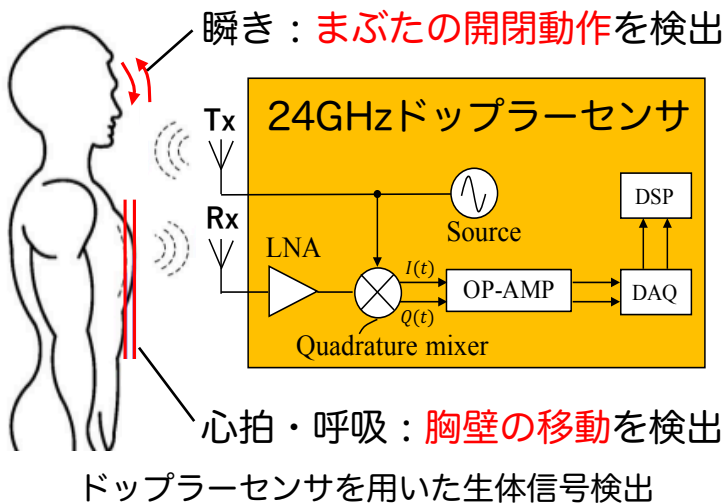 瞬き：まぶたの開閉動作を検出
24GHzドップラーセンサ
Tx
DSP
Rx
Source
LNA
I(t)
OP-AMP
DAQ
Q(t)
Quadrature mixer
心拍・呼吸：胸壁の移動を検出
ドップラーセンサを用いた生体信号検出